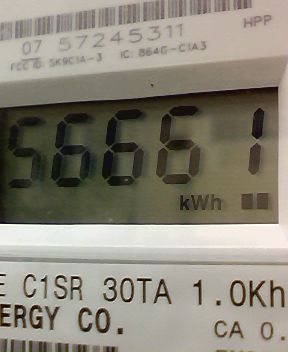 HPP
07 57245311
FCC ID: SK9C1A-3 IC: 864G-C1A3
56661
kWh
E C1SR 30TA 1.0Kh
ERGY CO.
CA 0.